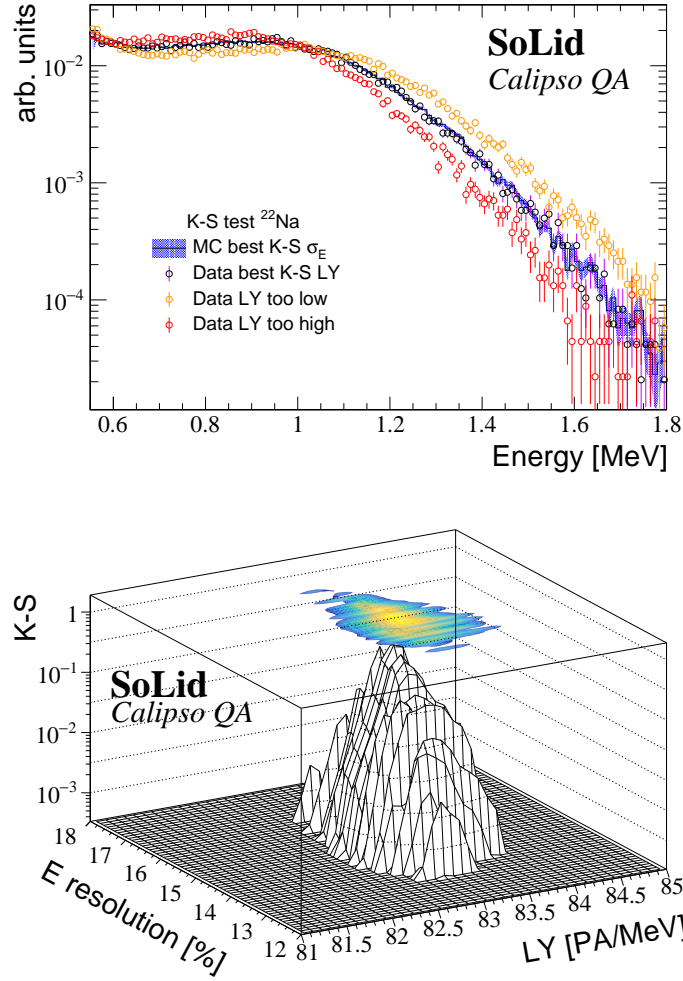 arb. units
10⁻²
10⁻³
10⁻⁴
SoLid
Calipso QA
K-S test ²²Na
MC best K-S σ_E
Data best K-S LY
Data LY too low
Data LY too high
0.6 0.8 1 1.2 1.4 1.6 1.8
Energy [MeV]
K-S
1
10⁻¹
10⁻²
10⁻³
SoLid
Calipso QA
18 17 16 15 14 13 12
E resolution [%]
81 81.5 82 82.5 83 83.5 84 84.5 85
LY [PA/MeV]